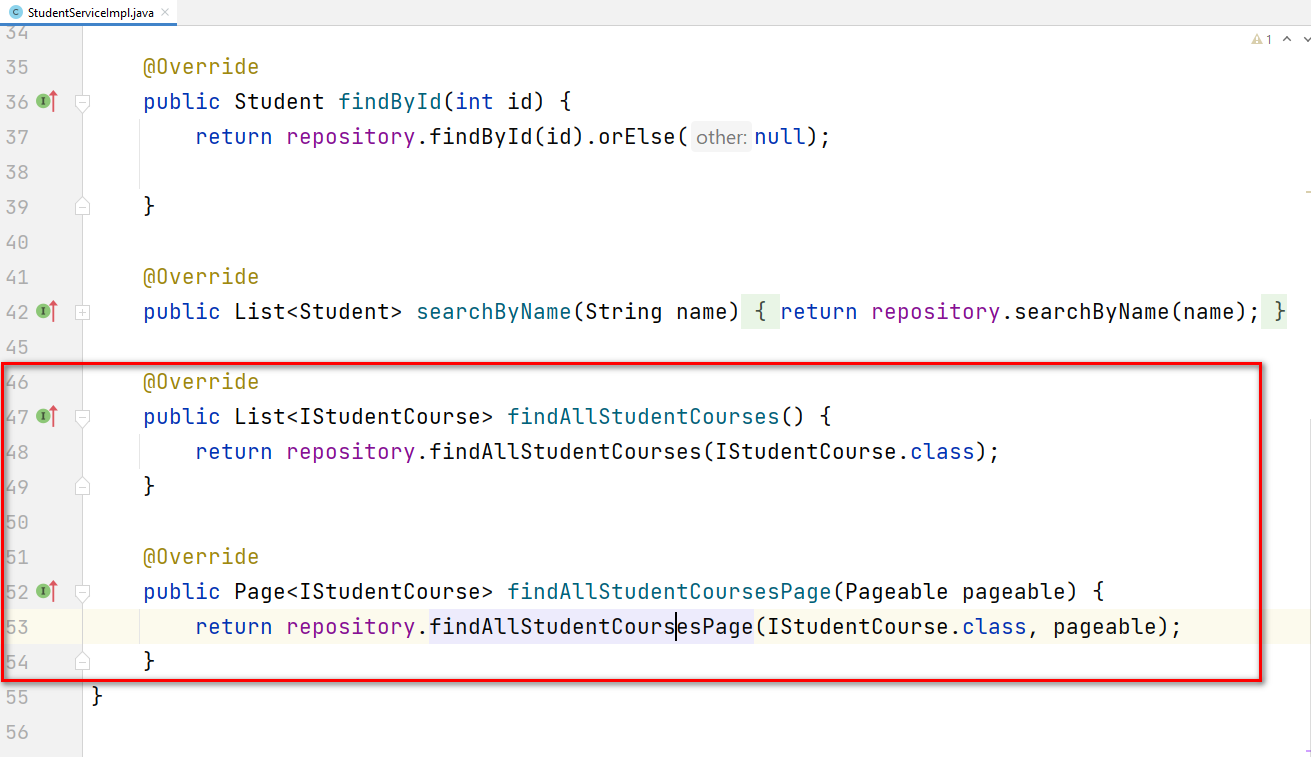 C StudentServiceImpl.java
1
34
35 @Override
36 I public Student findById(int id) {
37 return repository.findById(id).orElse( other: null);
38
39 }
40
41 @Override
42 I public List<Student> searchByName(String name) { return repository.searchByName(name); }
45
46 @Override
47 I public List<IStudentCourse> findAllStudentCourses() {
48 return repository.findAllStudentCourses(IStudentCourse.class);
49 }
50
51 @Override
52 I public Page<IStudentCourse> findAllStudentCoursesPage(Pageable pageable) {
53 return repository.findAllStudentCoursesPage(IStudentCourse.class, pageable);
54 }
55 }
56